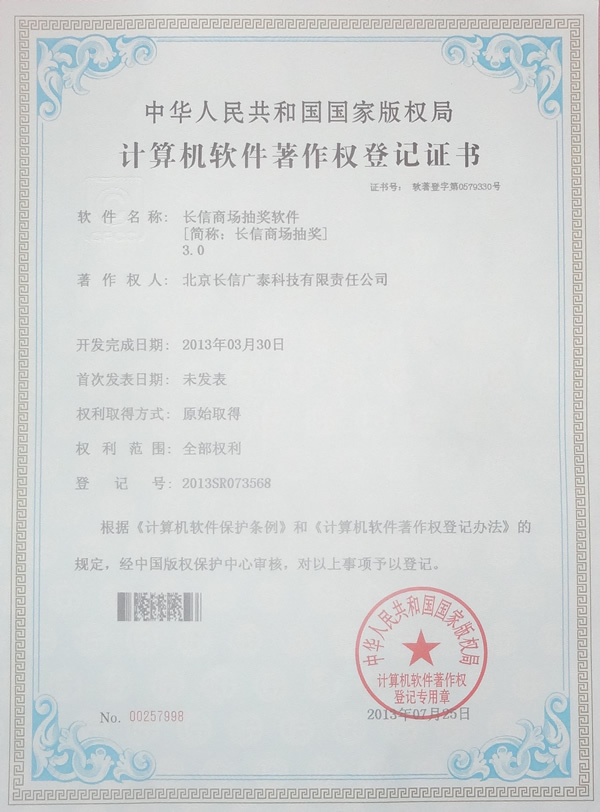 中华人民共和国国家版权局
计算机软件著作权登记证书
证书号: 软著登字第0579330号
软件名称: 长信商场抽奖软件
[简称: 长信商场抽奖]
3.0
著作权人: 北京长信广泰科技有限责任公司
开发完成日期: 2013年03月30日
首次发表日期: 未发表
权利取得方式: 原始取得
权利范围: 全部权利
登记号: 2013SR073568
根据《计算机软件保护条例》和《计算机软件著作权登记办法》的
规定，经中国版权保护中心审核，对以上事项予以登记。
中华人民共和国国家版权局
计算机软件著作权
登记专用章
No. 00257998
2013年07月25日